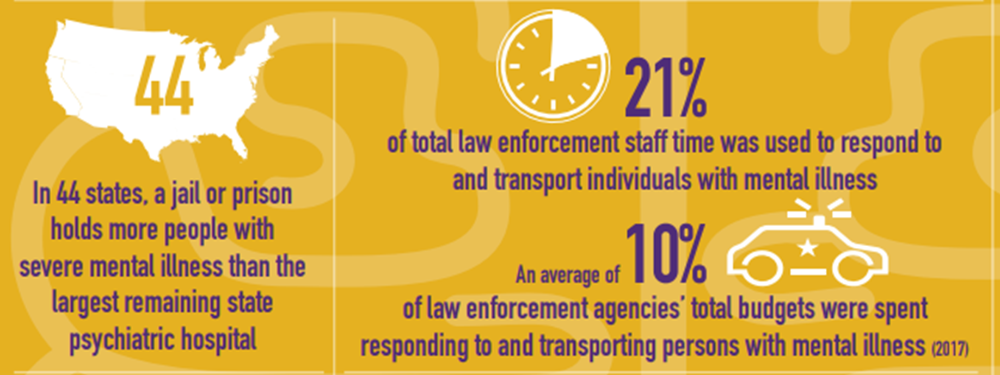 44
In 44 states, a jail or prison
holds more people with
severe mental illness than the
largest remaining state
psychiatric hospital
21%
of total law enforcement staff time was used to respond to
and transport individuals with mental illness
An average of 10%
of law enforcement agencies’ total budgets were spent
responding to and transporting persons with mental illness (2017)